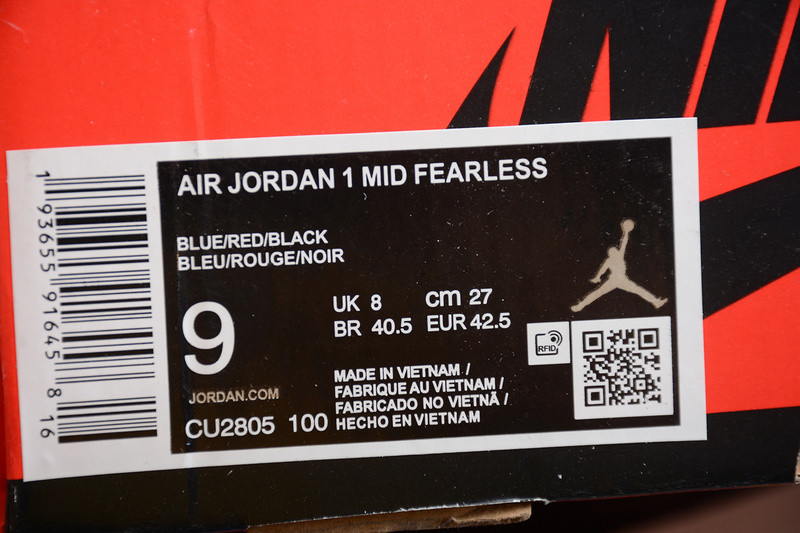 AIR JORDAN 1 MID FEARLESS
BLUE/RED/BLACK
BLEU/ROUGE/NOIR
9
UK 8 cm 27
BR 40.5 EUR 42.5
RFID
JORDAN.COM
CU2805 100
MADE IN VIETNAM /
FABRIQUE AU VIETNAM /
FABRICADO NO VIETNÃ /
HECHO EN VIETNAM
1 93655 91645 8 16